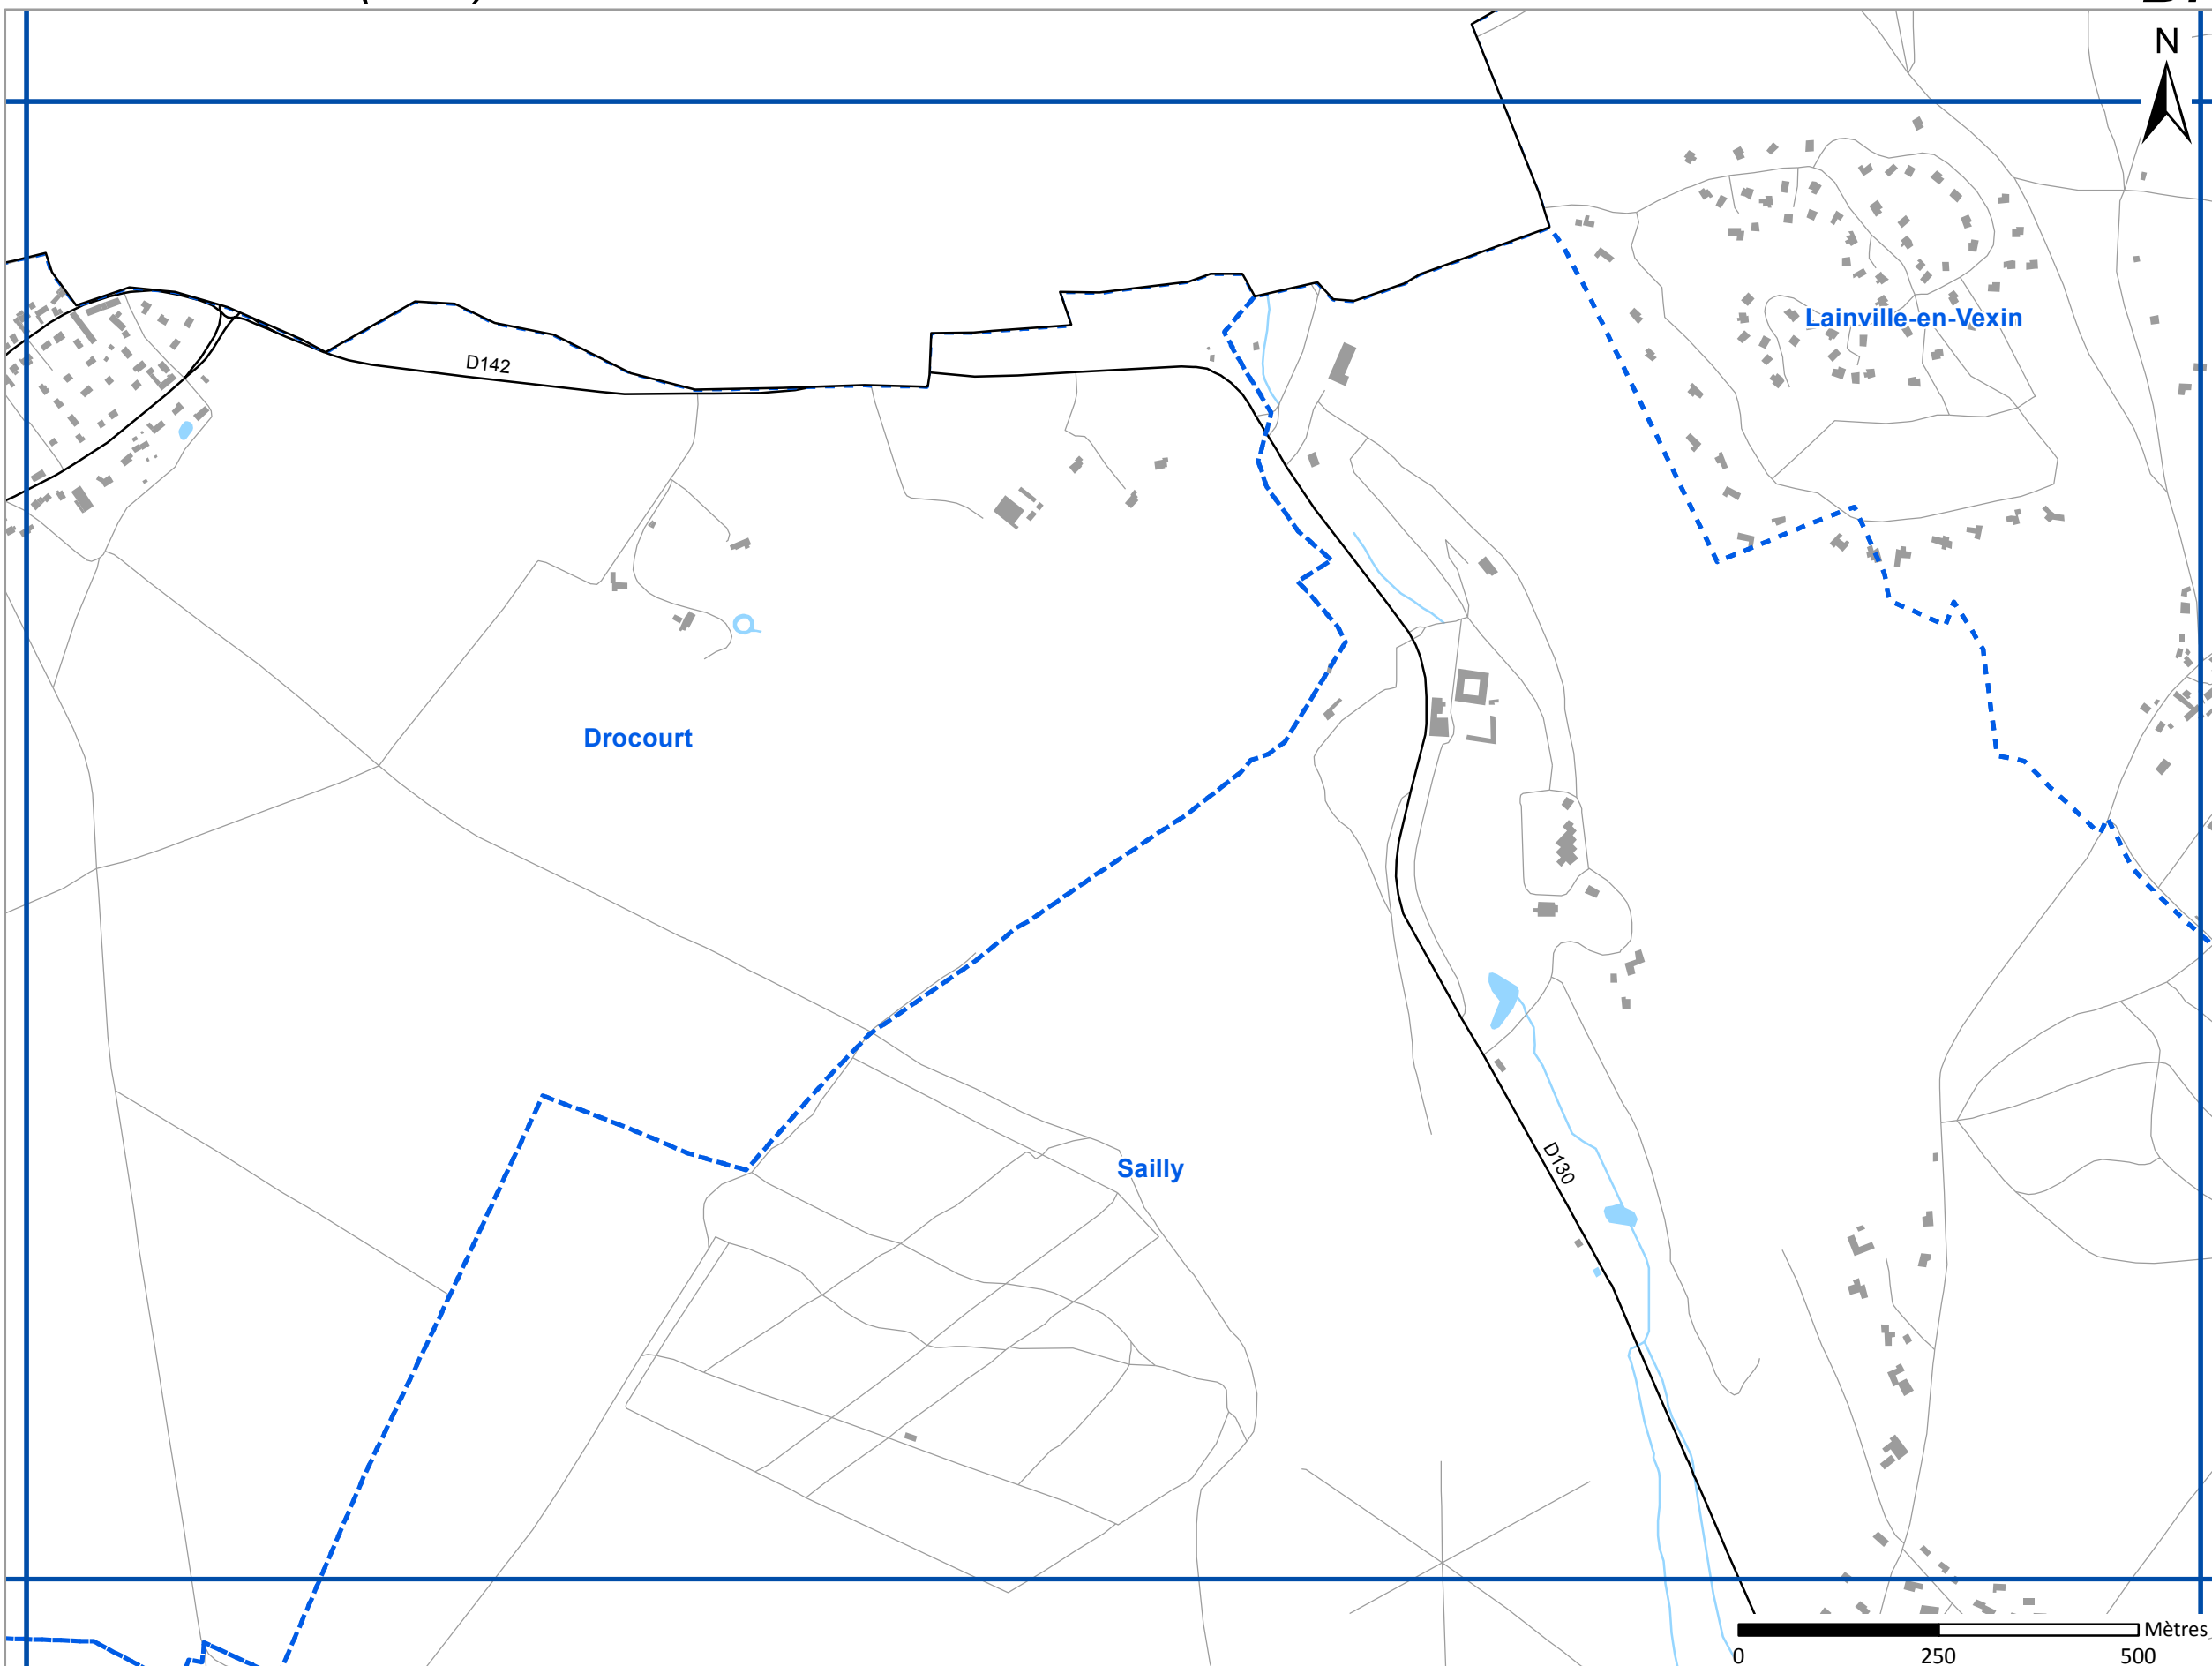 N
Lainville-en-Vexin
D142
Drocourt
Sailly
D130
Mètres
0 250 500